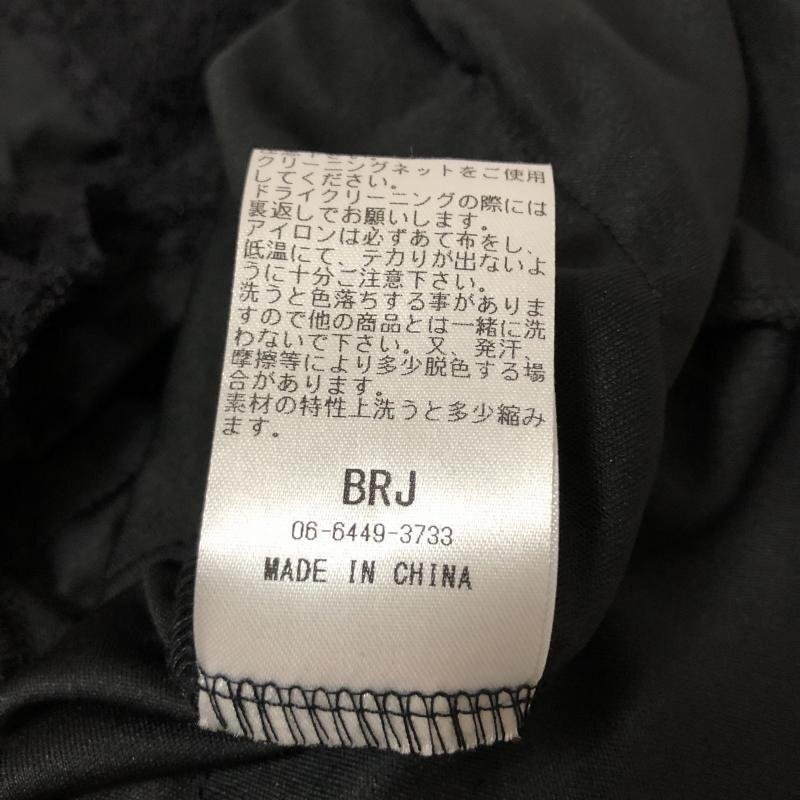 クリーニングネットをご使用
してください。
ドライクリーニングの際には
裏返しでお願いします。
アイロンは必ずあて布をし、
低温にて、テカりが出ないよ
うに十分ご注意下さい。
洗うと色落ちする事がありま
すので他の商品とは一緒に洗
わないで下さい。又、発汗、
摩擦等により多少脱色する場
合があります。
素材の特性上洗うと多少縮み
ます。
BRJ
06-6449-3733
MADE IN CHINA